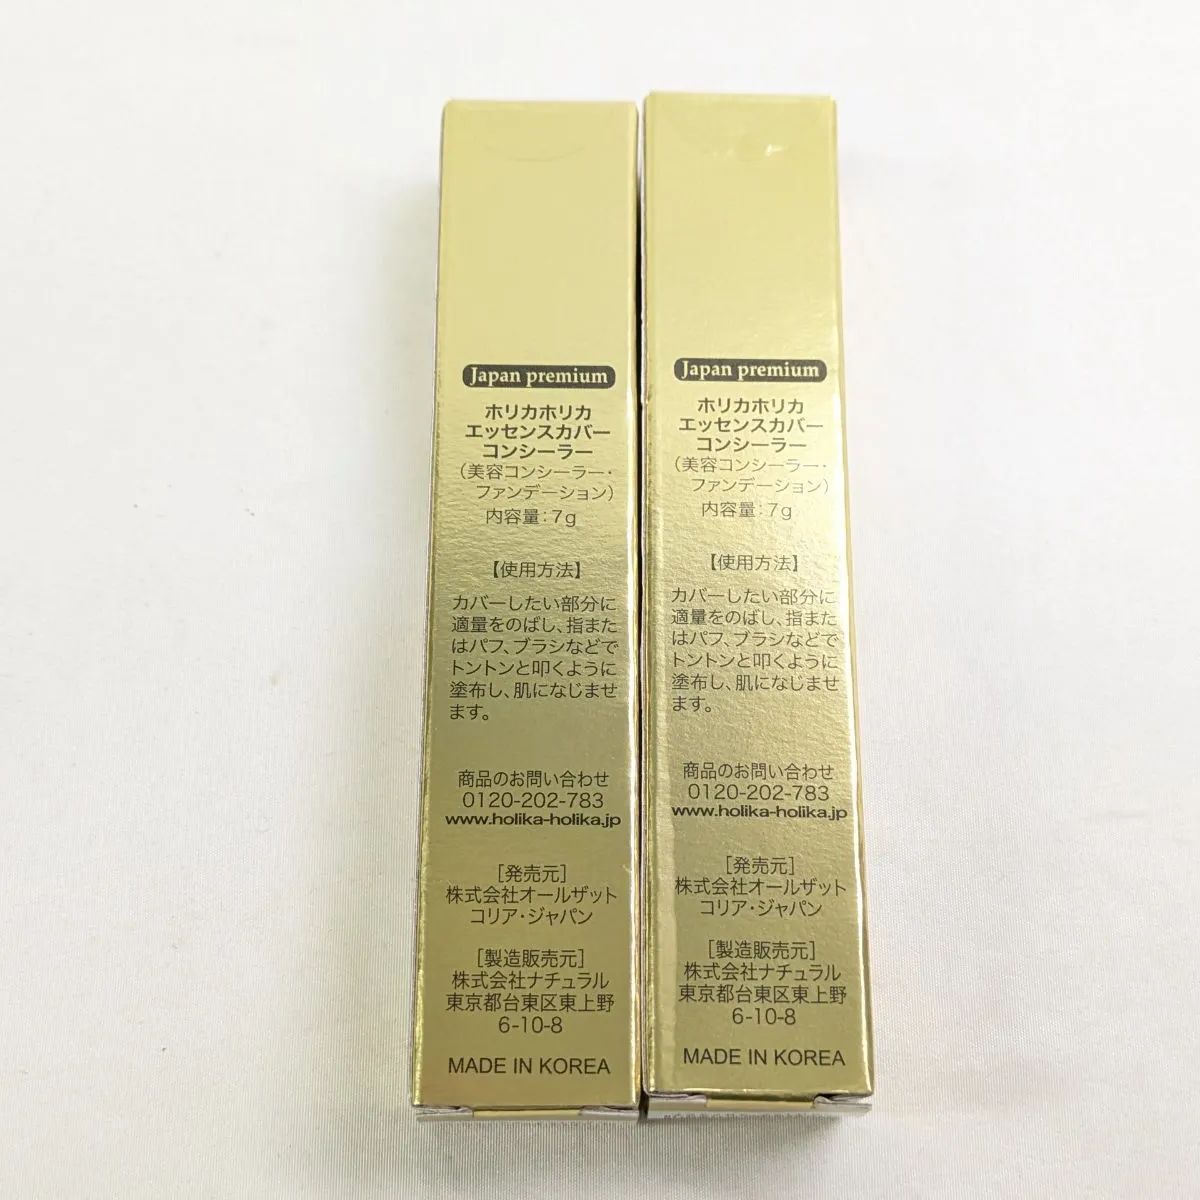 Japan premium
ホリカホリカ
エッセンスカバー
コンシーラー
（美容コンシーラー・
ファンデーション）
内容量：7g
【使用方法】
カバーしたい部分に
適量をのばし、指また
はパフ、ブラシなどで
トントンと叩くように
塗布し、肌になじませ
ます。
商品のお問い合わせ
0120-202-783
www.holika-holika.jp
［発売元］
株式会社オールザット
コリア・ジャパン
［製造販売元］
株式会社ナチュラル
東京都台東区東上野
6-10-8
MADE IN KOREA
Japan premium
ホリカホリカ
エッセンスカバー
コンシーラー
（美容コンシーラー・
ファンデーション）
内容量：7g
【使用方法】
カバーしたい部分に
適量をのばし、指また
はパフ、ブラシなどで
トントンと叩くように
塗布し、肌になじませ
ます。
商品のお問い合わせ
0120-202-783
www.holika-holika.jp
［発売元］
株式会社オールザット
コリア・ジャパン
［製造販売元］
株式会社ナチュラル
東京都台東区東上野
6-10-8
MADE IN KOREA